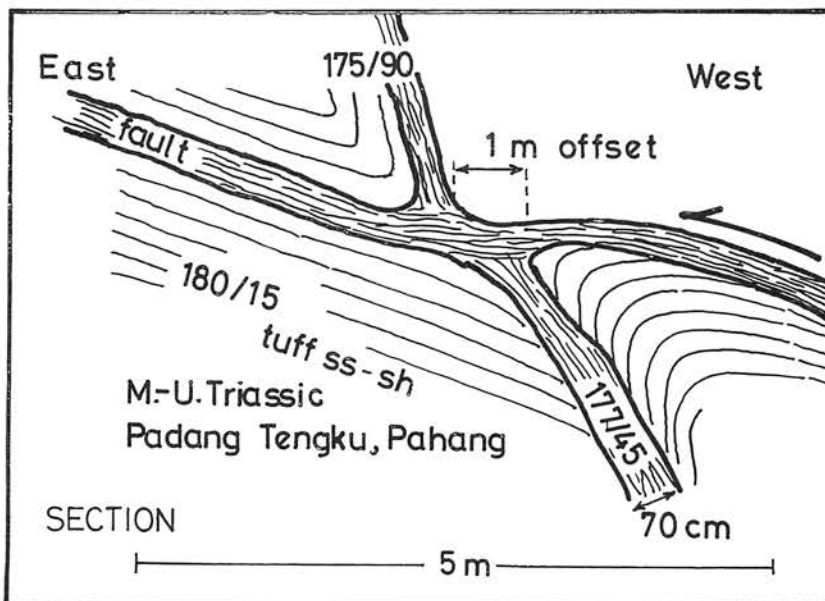 East
175/90
West
1 m offset
fault
180/15
tuff ss-sh
M.-U. Triassic
Padang Tengku, Pahang
177/45
SECTION
70 cm
5 m